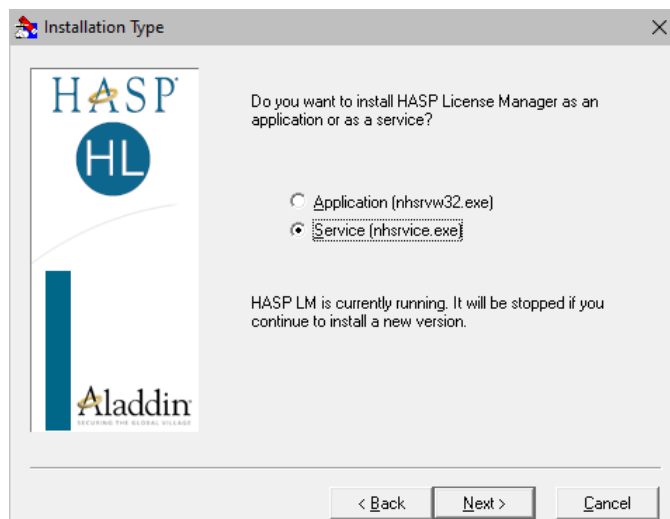 Installation Type
HASP
HL
Aladdin
SECURING THE GLOBAL VILLAGE
Do you want to install HASP License Manager as an
application or as a service?
Application (nhsrvw32.exe)
Service (nhsrvice.exe)
HASP LM is currently running. It will be stopped if you
continue to install a new version.
< Back
Next >
Cancel